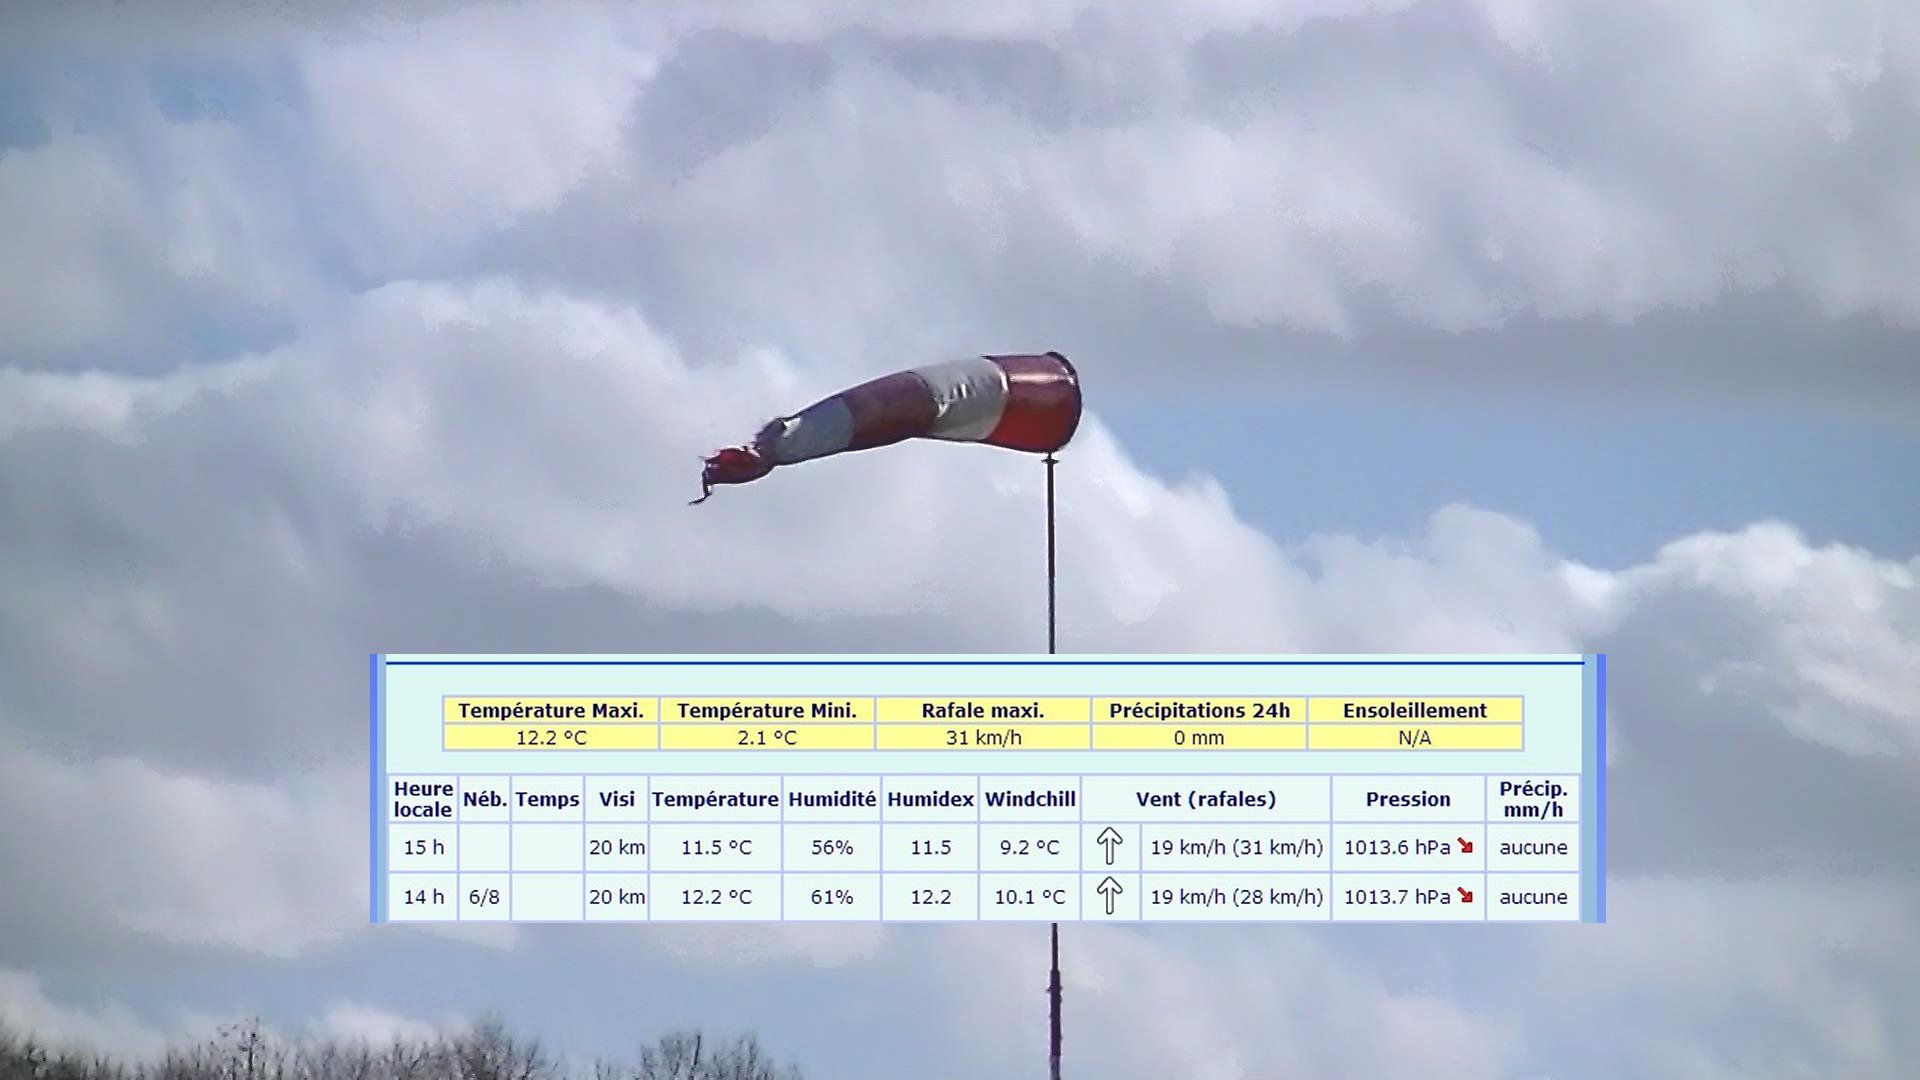 Température Maxi. Température Mini. Rafale maxi. Précipitations 24h Ensoleillement
12.2 °C 2.1 °C 31 km/h 0 mm N/A
Heure locale Néb. Temps Visi Température Humidité Humidex Windchill Vent (rafales) Pression Précip. mm/h
15 h 20 km 11.5 °C 56% 11.5 9.2 °C 19 km/h (31 km/h) 1013.6 hPa aucune
14 h 6/8 20 km 12.2 °C 61% 12.2 10.1 °C 19 km/h (28 km/h) 1013.7 hPa aucune